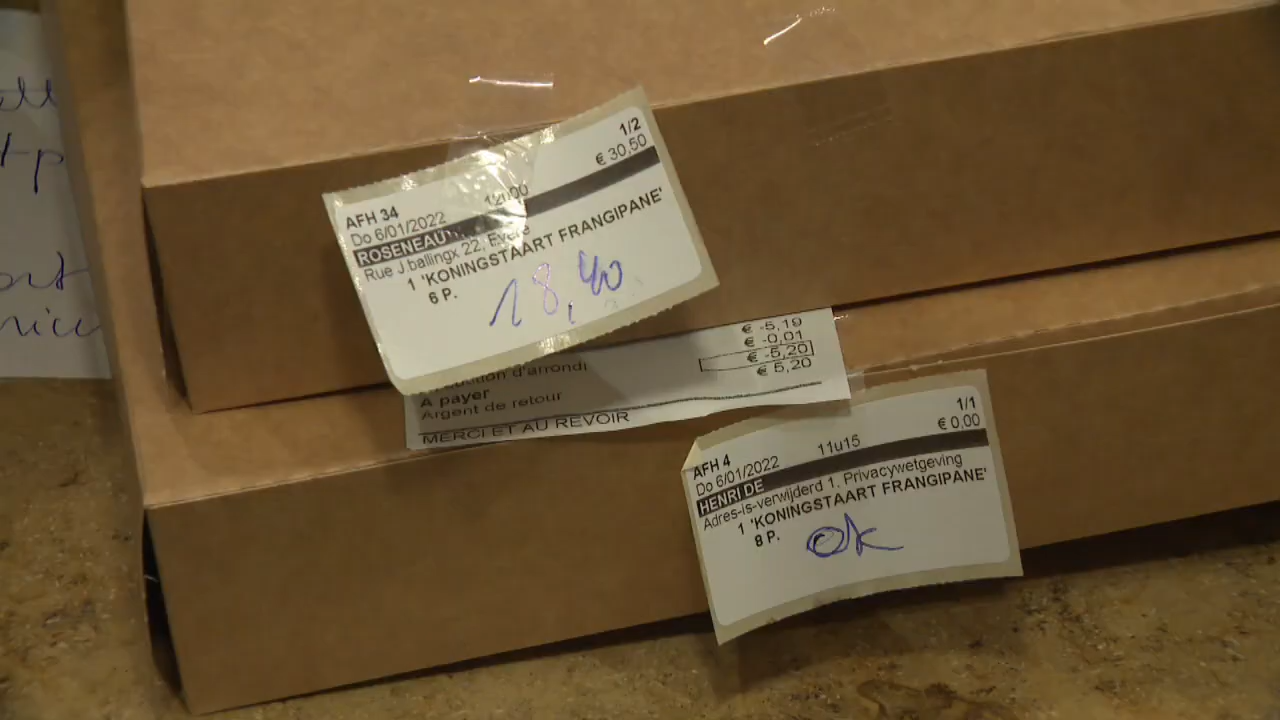 AFH 34 12u00 1/2
Do 6/01/2022 € 30,50
ROSENEAU
Rue J.ballingx 22, Evere
1 'KONINGSTAART FRANGIPANE'
6 P.
18,40
€ -5,19
€ -0,01
d'arrondi € -5,20
A payer € 5,20
Argent de retour
MERCI ET AU REVOIR
AFH 4 11u15 1/1
Do 6/01/2022 € 0,00
HENRI DE
Adres-is-verwijderd 1, Privacywetgeving
1 'KONINGSTAART FRANGIPANE'
8 P.
OK